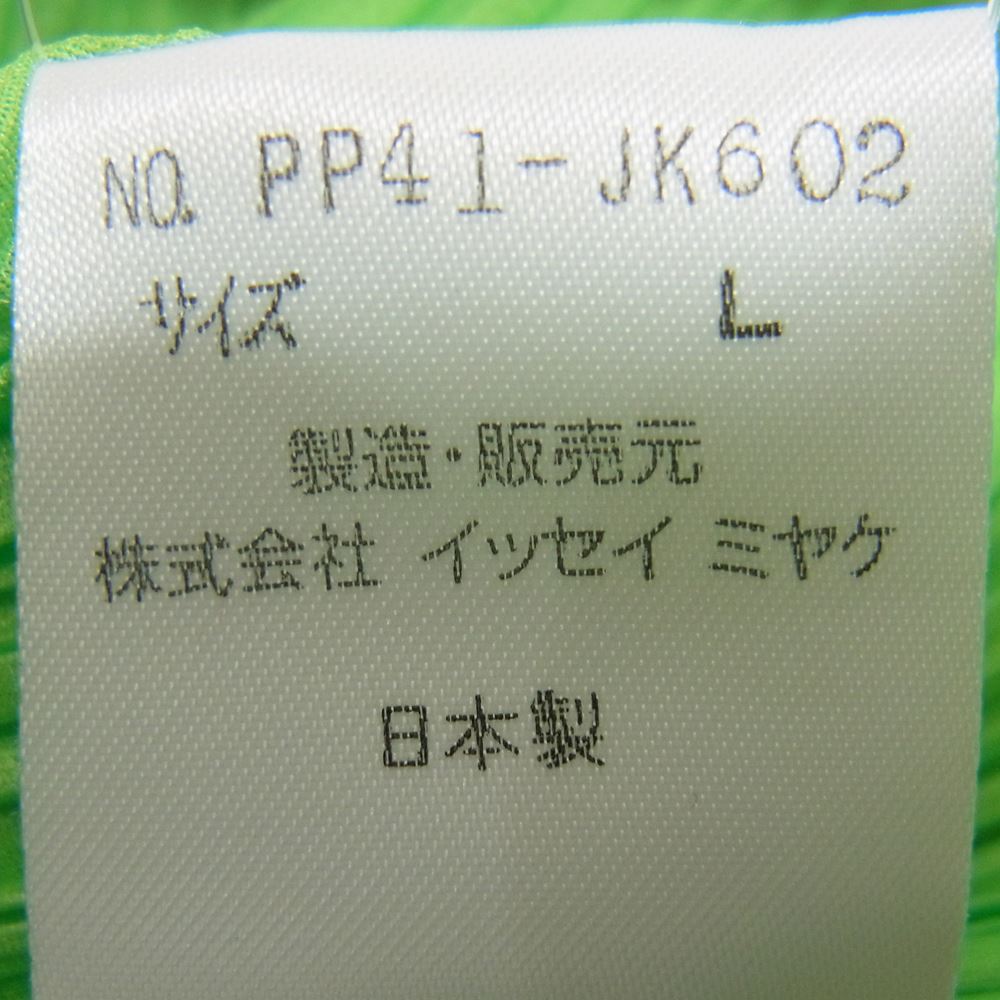 NO. PP41-JK602
サイズ L
製造・販売元
株式会社 イッセイ ミヤケ
日本製